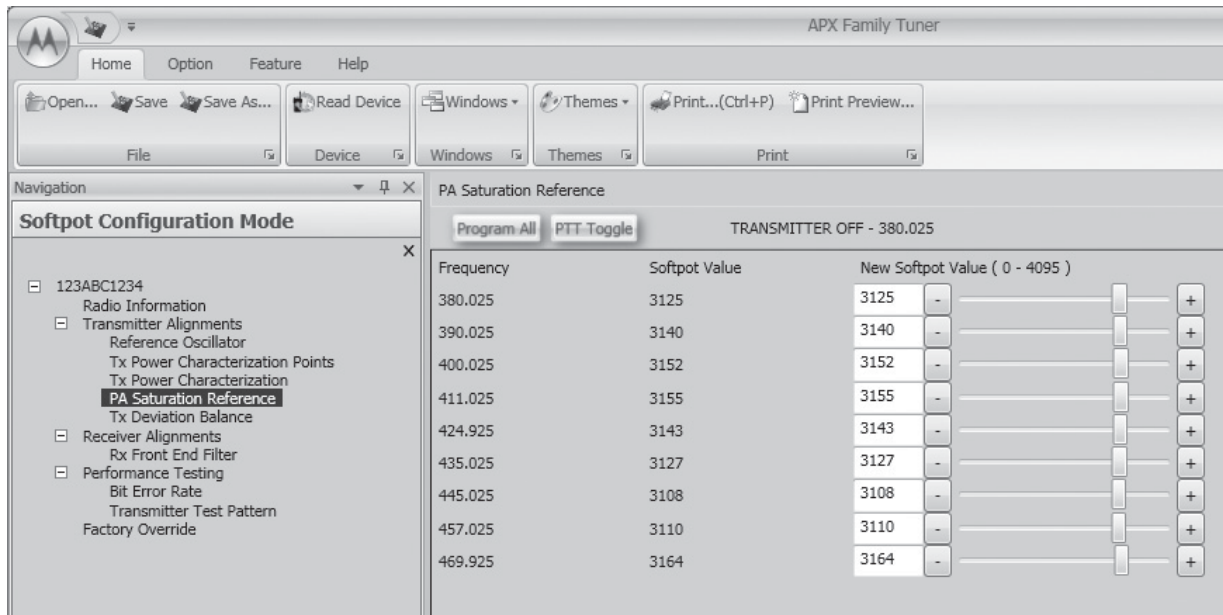 APX Family Tuner
Home Option Feature Help
Open... Save Save As... Read Device Windows Themes Print...(Ctrl+P) Print Preview...
File Device Windows Themes Print
Navigation
Softpot Configuration Mode
123ABC1234
Radio Information
Transmitter Alignments
Reference Oscillator
Tx Power Characterization Points
Tx Power Characterization
PA Saturation Reference
Tx Deviation Balance
Receiver Alignments
Rx Front End Filter
Performance Testing
Bit Error Rate
Transmitter Test Pattern
Factory Override
PA Saturation Reference
Program All PTT Toggle TRANSMITTER OFF - 380.025
Frequency Softpot Value New Softpot Value ( 0 - 4095 )
380.025 3125 3125 - +
390.025 3140 3140 - +
400.025 3152 3152 - +
411.025 3155 3155 - +
424.925 3143 3143 - +
435.025 3127 3127 - +
445.025 3108 3108 - +
457.025 3110 3110 - +
469.925 3164 3164 - +